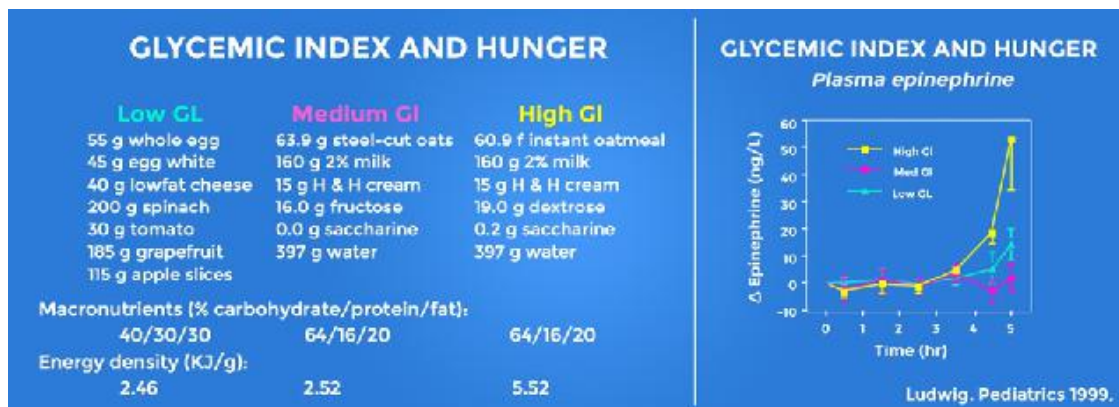 GLYCEMIC INDEX AND HUNGER
Low GL Medium GI High GI
55 g whole egg 63.9 g steel-cut oats 60.9 f instant oatmeal
45 g egg white 160 g 2% milk 160 g 2% milk
40 g lowfat cheese 15 g H & H cream 15 g H & H cream
200 g spinach 16.0 g fructose 19.0 g dextrose
30 g tomato 0.0 g saccharine 0.2 g saccharine
185 g grapefruit 397 g water 397 g water
115 g apple slices
Macronutrients (% carbohydrate/protein/fat):
40/30/30 64/16/20 64/16/20
Energy density (KJ/g):
2.46 2.52 5.52
GLYCEMIC INDEX AND HUNGER
Plasma epinephrine
Δ Epinephrine (ng/L)
60
50
40
30
20
10
0
-10
High GI
Med GI
Low GL
0 1 2 3 4 5
Time (hr)
Ludwig. Pediatrics 1999.